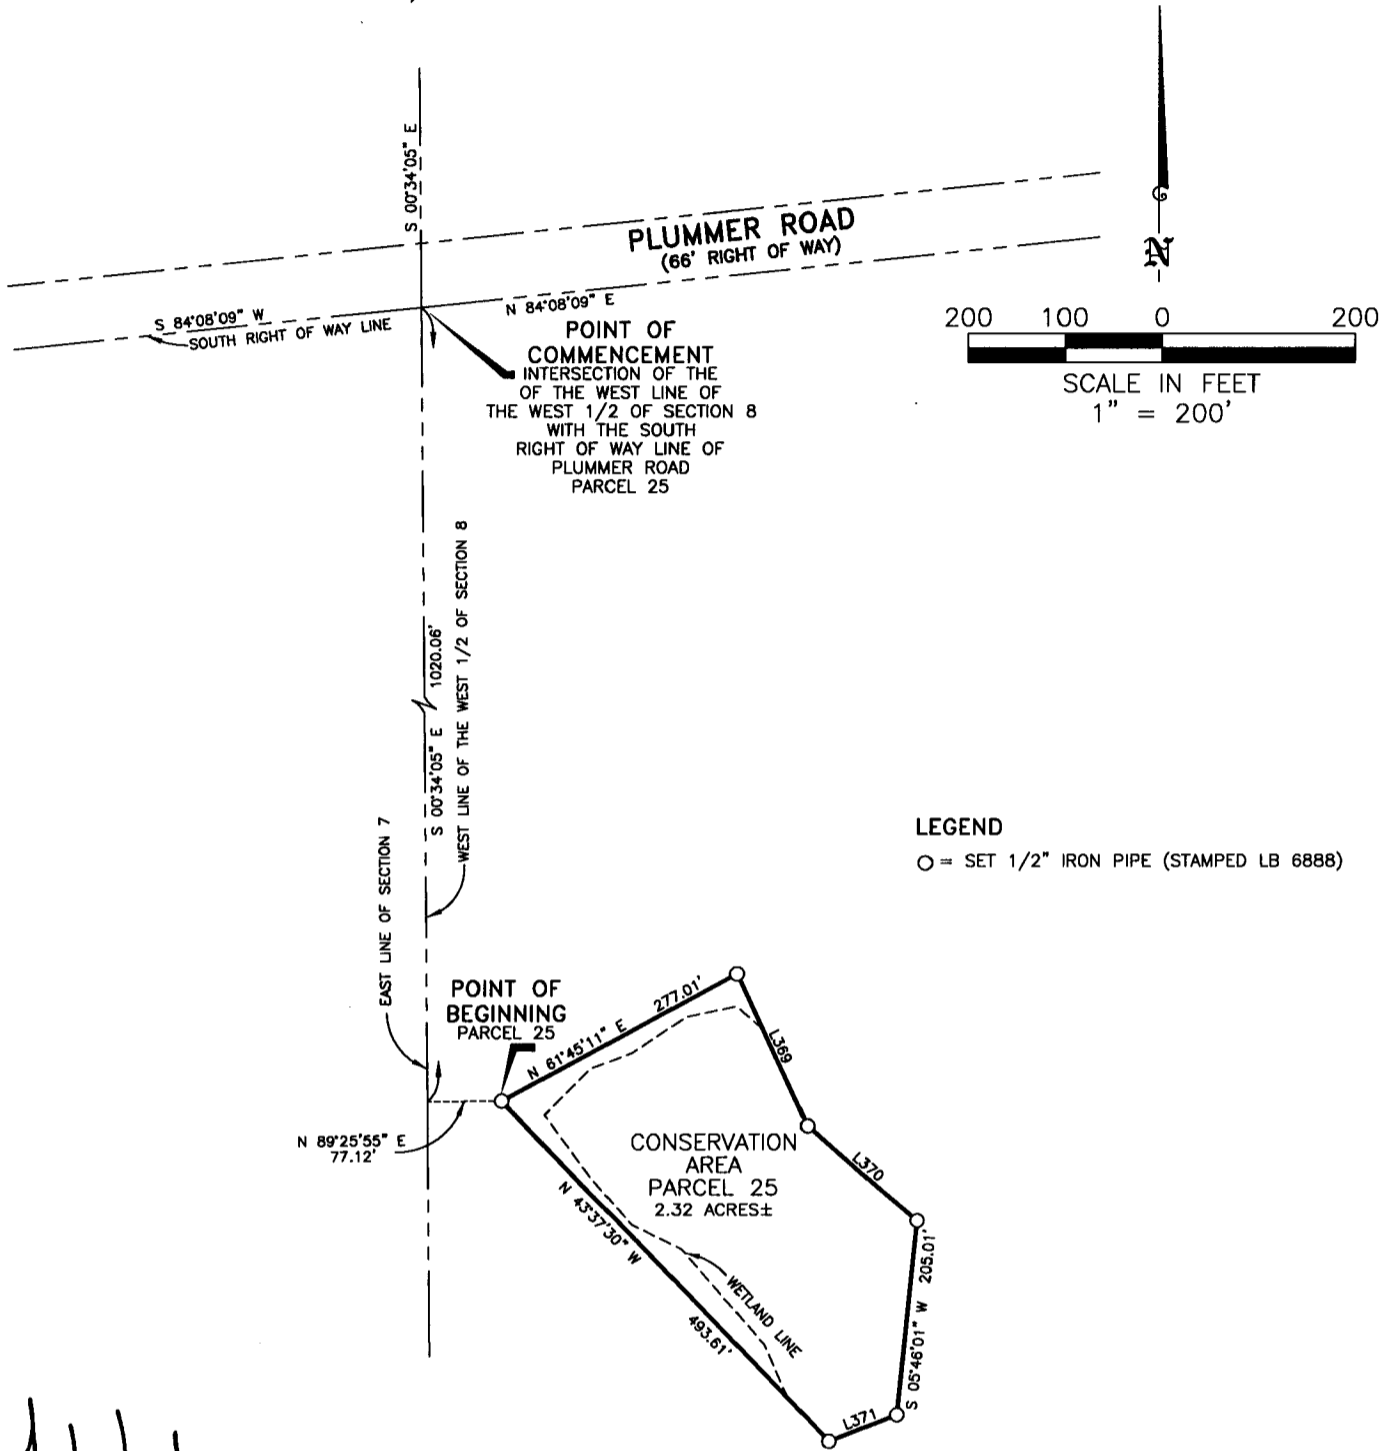 S 00°34'05" E
PLUMMER ROAD
(66' RIGHT OF WAY)
N
S 84°08'09" W
SOUTH RIGHT OF WAY LINE
N 84°08'09" E
POINT OF
COMMENCEMENT
INTERSECTION OF THE
OF THE WEST LINE OF
THE WEST 1/2 OF SECTION 8
WITH THE SOUTH
RIGHT OF WAY LINE OF
PLUMMER ROAD
PARCEL 25
200 100 0 200
SCALE IN FEET
1" = 200'
S 00°34'05" E 1020.06'
WEST LINE OF THE WEST 1/2 OF SECTION 8
EAST LINE OF SECTION 7
LEGEND
O = SET 1/2" IRON PIPE (STAMPED LB 6888)
POINT OF
BEGINNING
PARCEL 25
N 61°45'11" E 277.01'
L369
N 89°25'55" E
77.12'
CONSERVATION
AREA
PARCEL 25
2.32 ACRES±
L370
N 43°37'30" W 493.61'
WETLAND LINE
S 05°46'01" W 205.01'
L371